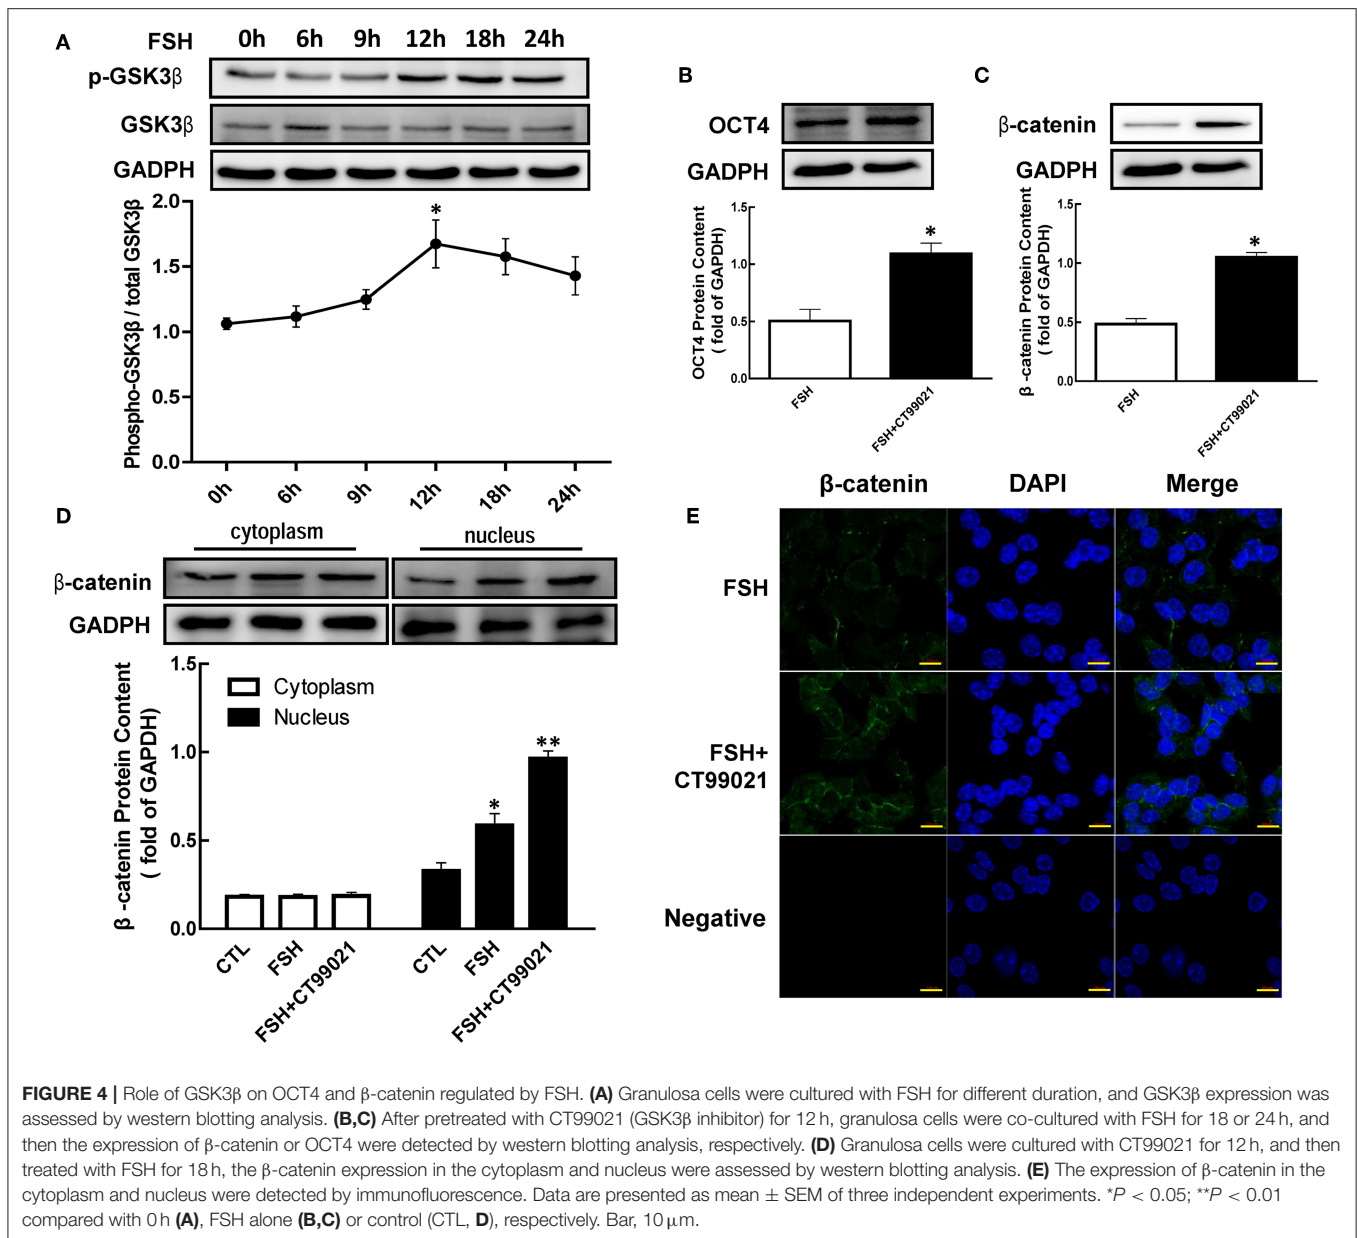 A
FSH 0h 6h 9h 12h 18h 24h
p-GSK3β
GSK3β
GADPH
Phospho-GSK3β / total GSK3β
2.0
1.5
1.0
0.5
0.0
*
0h 6h 9h 12h 18h 24h
B
OCT4
GADPH
OCT4 Protein Content
( fold of GAPDH)
1.5
1.0
0.5
0.0
*
FSH
FSH+CT99021
C
β-catenin
GADPH
β -catenin Protein Content
( fold of GAPDH)
1.5
1.0
0.5
0.0
*
FSH
FSH+CT99021
D
cytoplasm nucleus
β-catenin
GADPH
β -catenin Protein Content
( fold of GAPDH)
1.5
1.0
0.5
0.0
Cytoplasm
Nucleus
*
**
CTL FSH FSH+CT99021 CTL FSH FSH+CT99021
E
β-catenin DAPI Merge
FSH
FSH+
CT99021
Negative
FIGURE 4 | Role of GSK3β on OCT4 and β-catenin regulated by FSH. (A) Granulosa cells were cultured with FSH for different duration, and GSK3β expression was
assessed by western blotting analysis. (B,C) After pretreated with CT99021 (GSK3β inhibitor) for 12 h, granulosa cells were co-cultured with FSH for 18 or 24 h, and
then the expression of β-catenin or OCT4 were detected by western blotting analysis, respectively. (D) Granulosa cells were cultured with CT99021 for 12 h, and then
treated with FSH for 18 h, the β-catenin expression in the cytoplasm and nucleus were assessed by western blotting analysis. (E) The expression of β-catenin in the
cytoplasm and nucleus were detected by immunofluorescence. Data are presented as mean ± SEM of three independent experiments. *P < 0.05; **P < 0.01
compared with 0 h (A), FSH alone (B,C) or control (CTL, D), respectively. Bar, 10 μm.